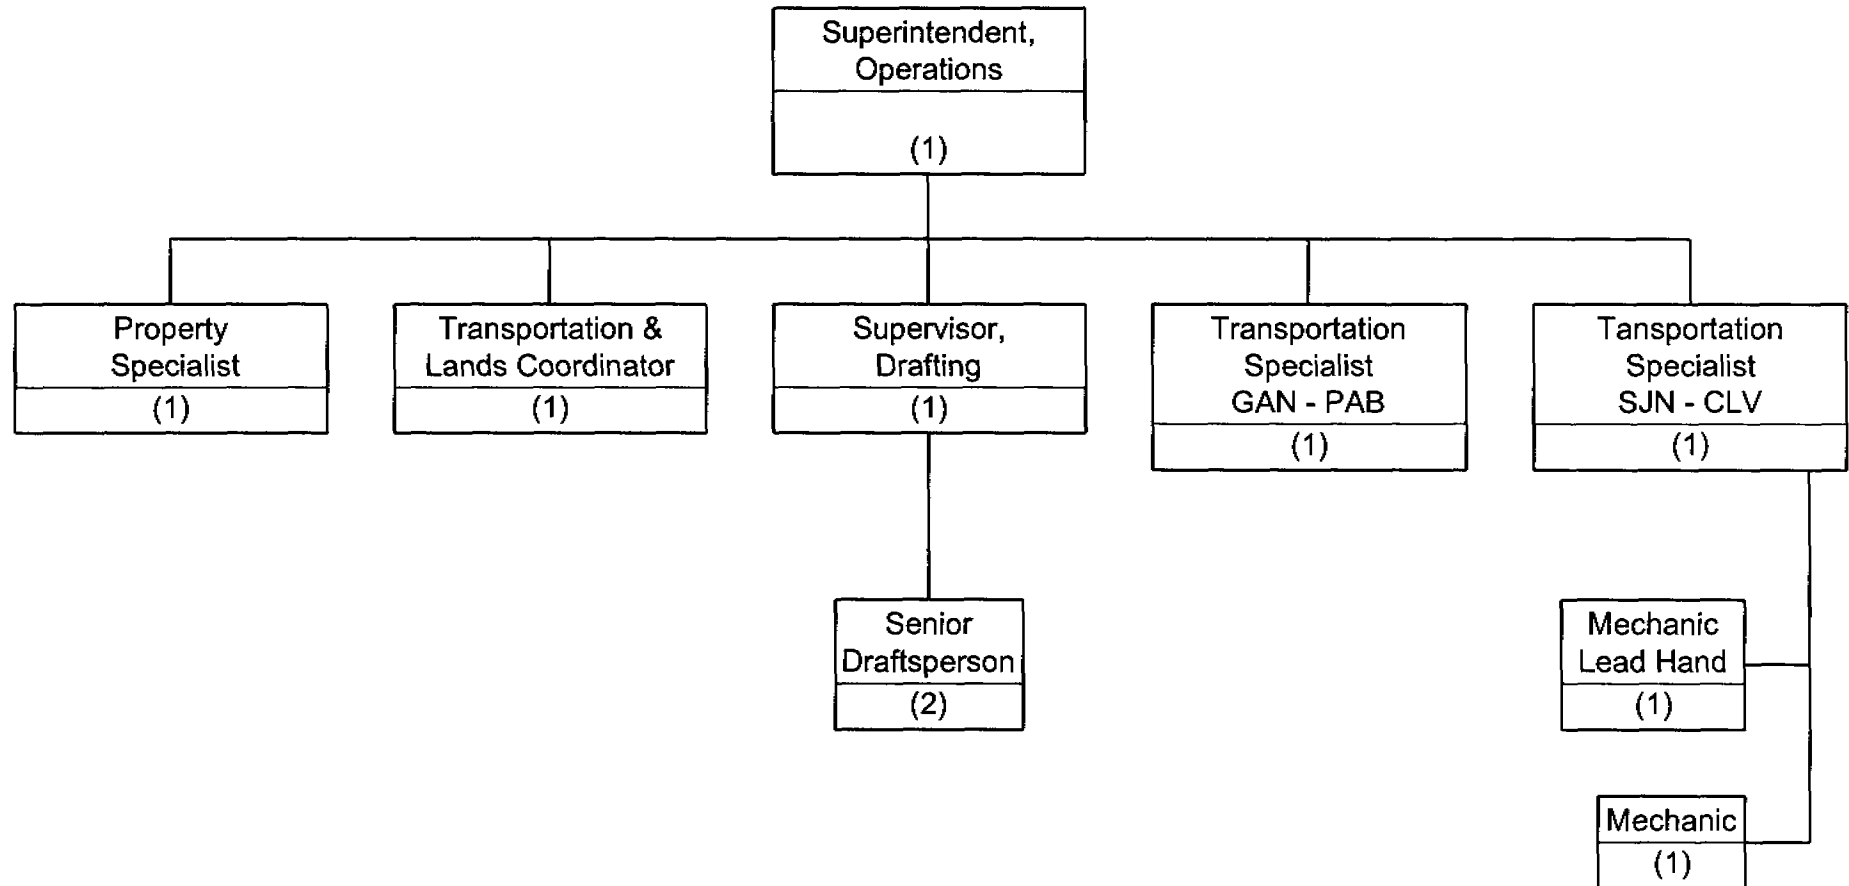 Superintendent,
Operations
(1)
Property
Specialist
(1)
Transportation &
Lands Coordinator
(1)
Supervisor,
Drafting
(1)
Transportation
Specialist
GAN - PAB
(1)
Tansportation
Specialist
SJN - CLV
(1)
Senior
Draftsperson
(2)
Mechanic
Lead Hand
(1)
Mechanic
(1)